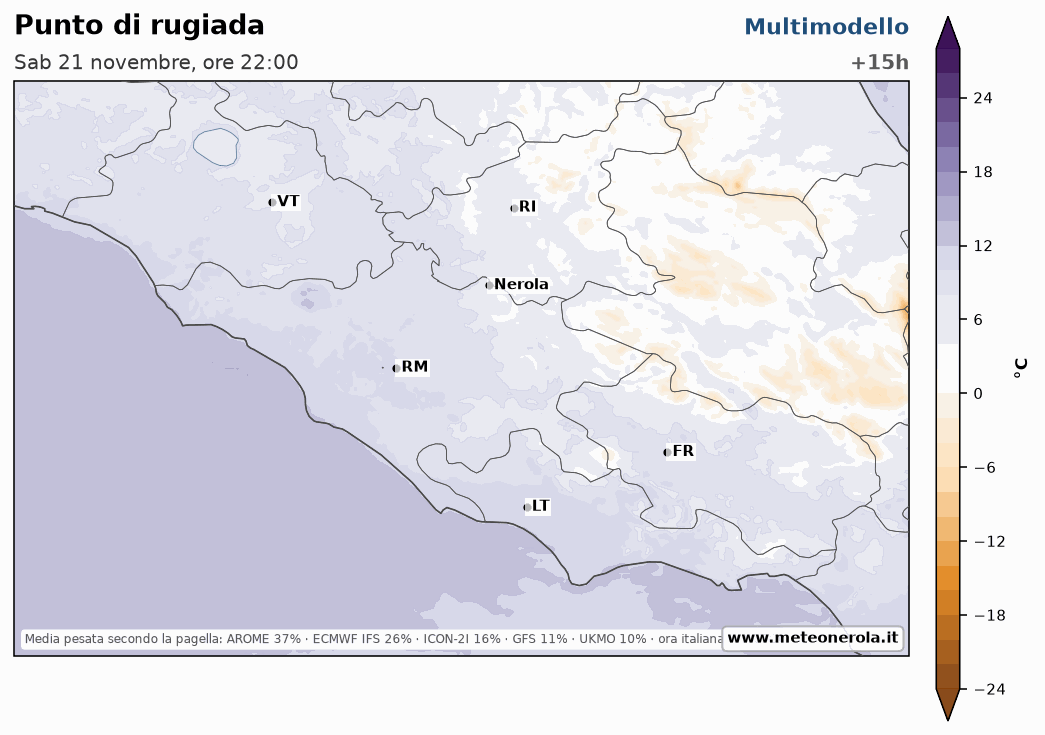 Punto di rugiada
Multimodello
Sab 21 novembre, ore 22:00
+15h
VT
RI
Nerola
RM
FR
LT
24
18
12
6
0
−6
−12
−18
−24
°C
Media pesata secondo la pagella: AROME 37% · ECMWF IFS 26% · ICON-2I 16% · GFS 11% · UKMO 10% · ora italiana
www.meteonerola.it